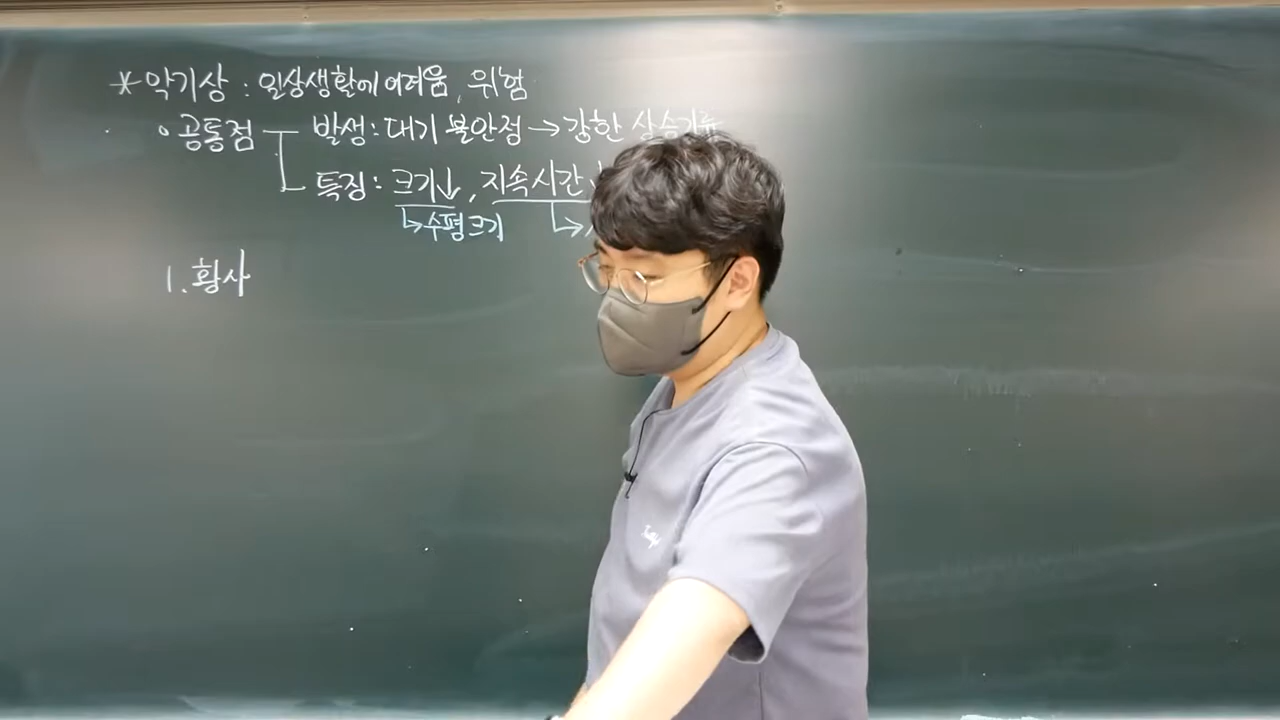 * 악기상 : 일상생활에 어려움, 위험
• 공통점 발생 : 대기 불안정 → 강한 상승기류
특징 : 크기↓, 지속시간↓
↳ 수평 크기 ↳
1. 황사